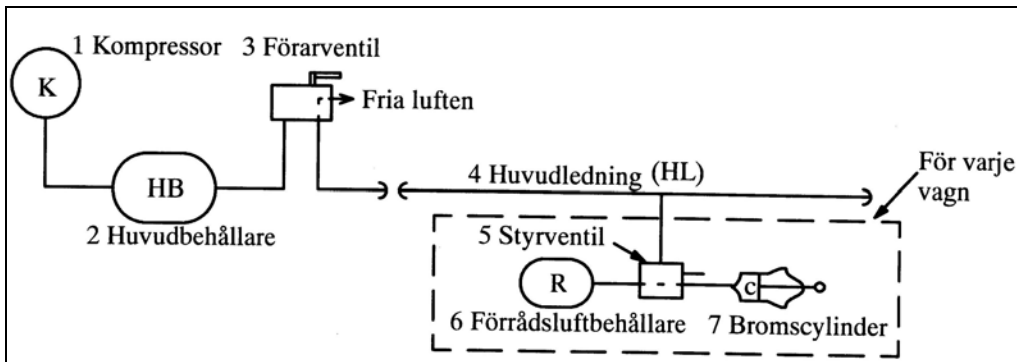 1 Kompressor
3 Förarventil
K
Fria luften
HB
2 Huvudbehållare
4 Huvudledning (HL)
För varje
vagn
5 Styrventil
R
c
6 Förrådsluftbehållare
7 Bromscylinder